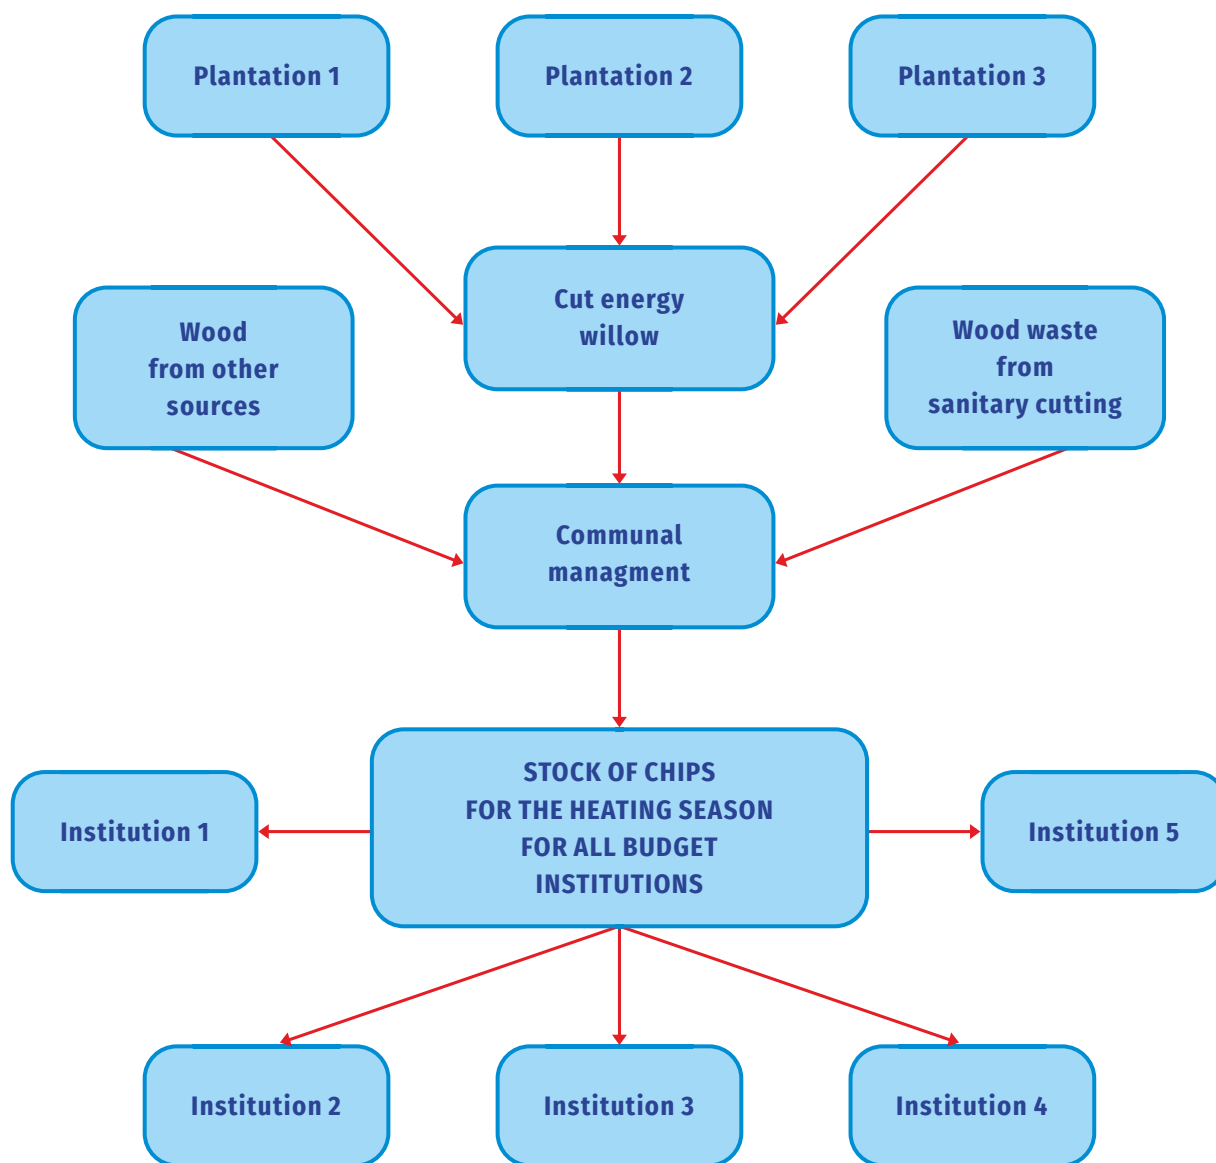 Plantation 1
Plantation 2
Plantation 3
Cut energy
willow
Wood
from other
sources
Wood waste
from
sanitary cutting
Communal
managment
STOCK OF CHIPS
FOR THE HEATING SEASON
FOR ALL BUDGET
INSTITUTIONS
Institution 1
Institution 5
Institution 2
Institution 3
Institution 4